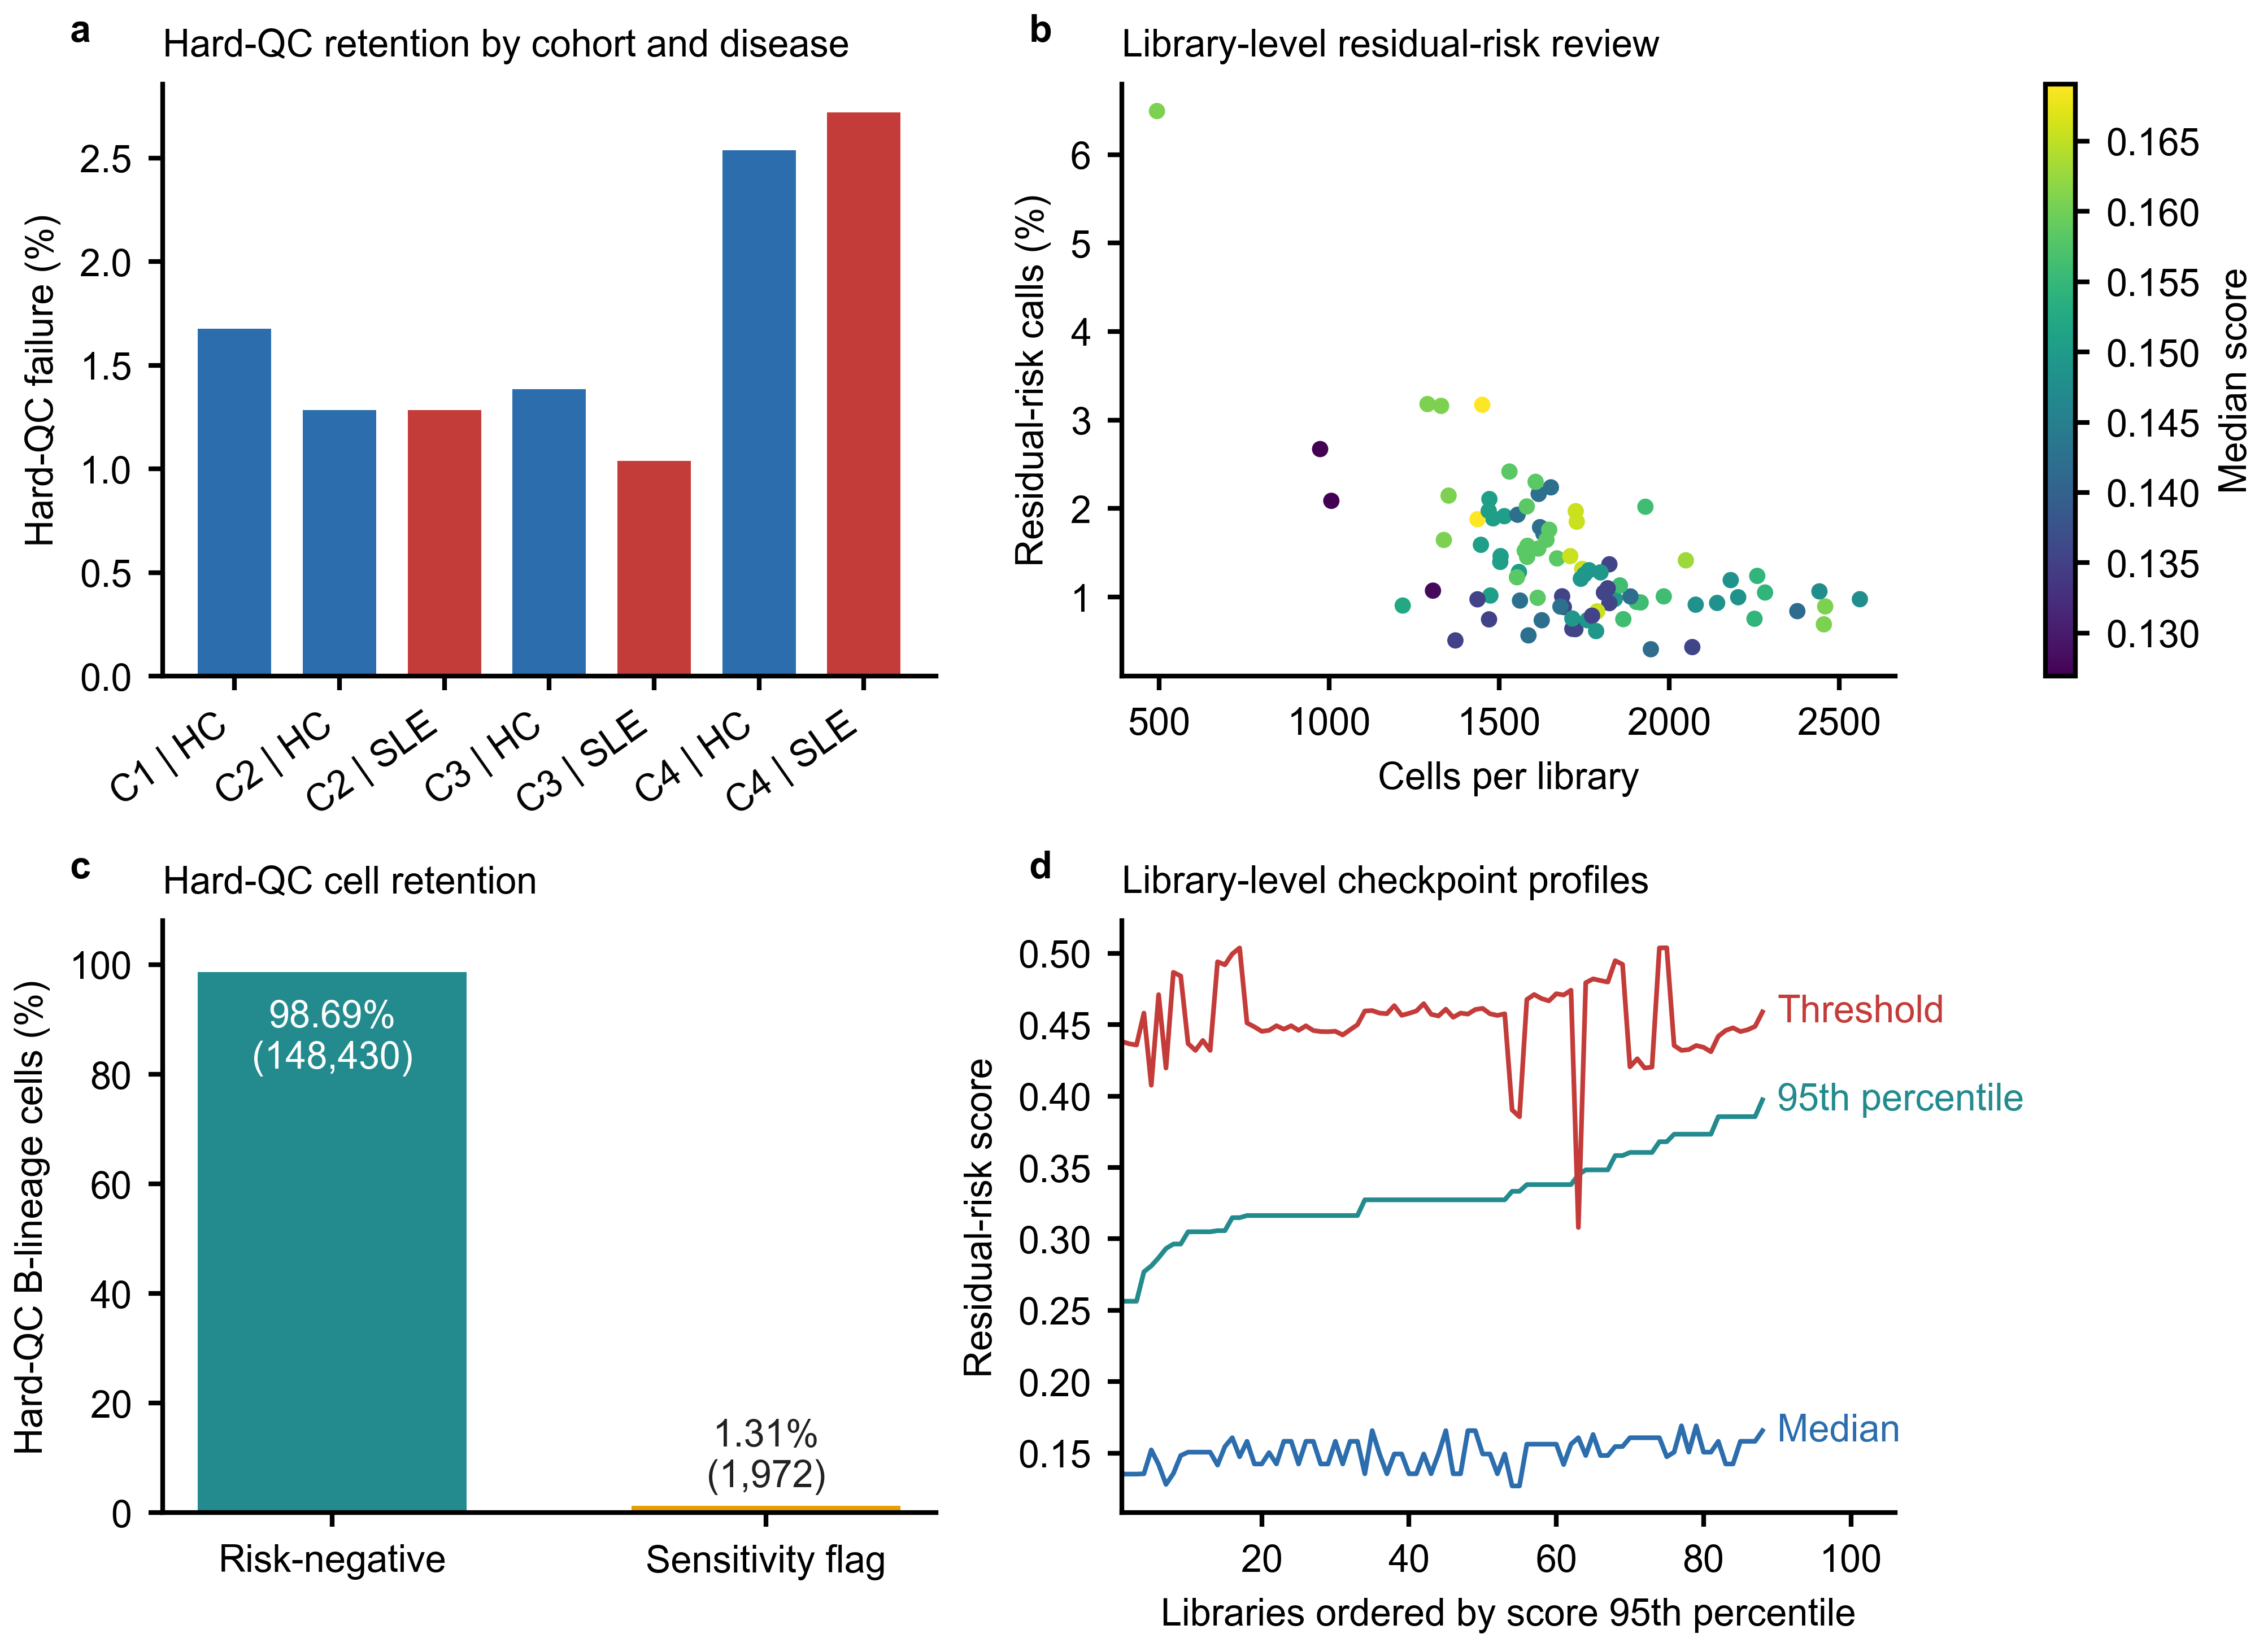 a
Hard-QC retention by cohort and disease
Hard-QC failure (%)
2.5
2.0
1.5
1.0
0.5
0.0
C1 | HC
C2 | HC
C2 | SLE
C3 | HC
C3 | SLE
C4 | HC
C4 | SLE
b
Library-level residual-risk review
Residual-risk calls (%)
6
5
4
3
2
1
500
1000
1500
2000
2500
Cells per library
0.165
0.160
0.155
0.150
0.145
0.140
0.135
0.130
Median score
c
Hard-QC cell retention
Hard-QC B-lineage cells (%)
100
80
60
40
20
0
98.69%
(148,430)
1.31%
(1,972)
Risk-negative
Sensitivity flag
d
Library-level checkpoint profiles
Residual-risk score
0.50
0.45
0.40
0.35
0.30
0.25
0.20
0.15
Threshold
95th percentile
Median
20
40
60
80
100
Libraries ordered by score 95th percentile